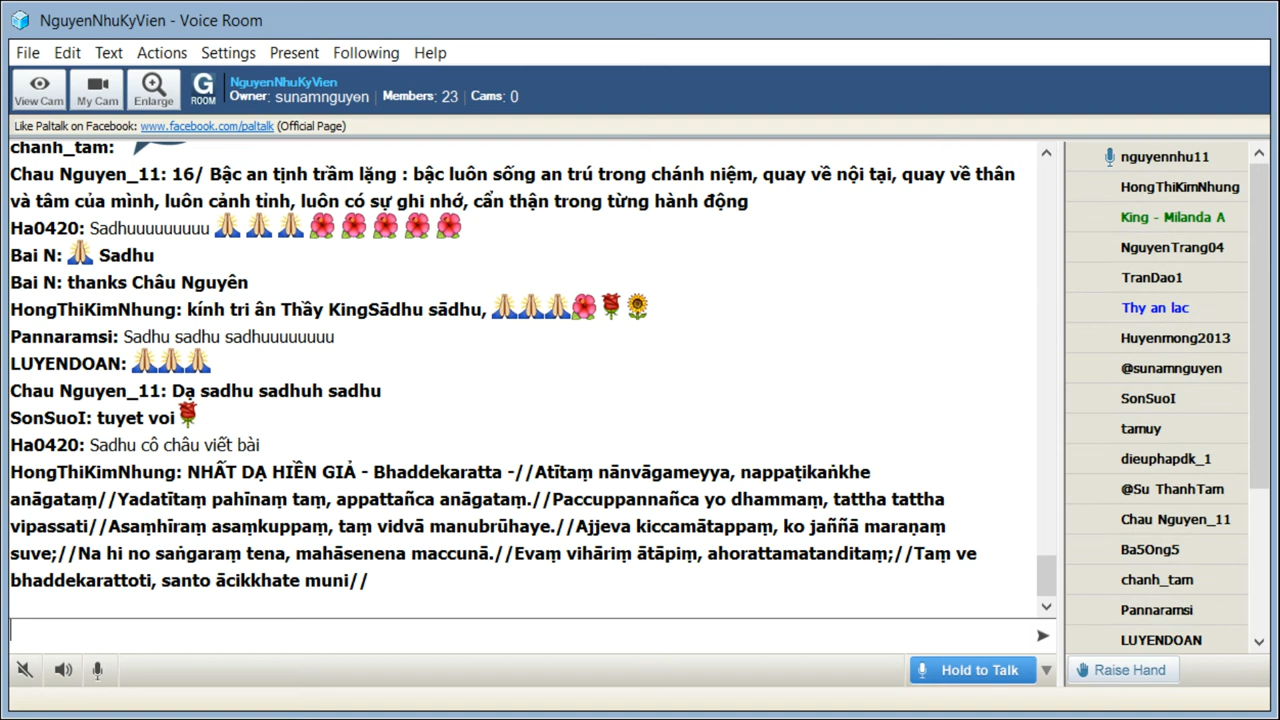 NguyenNhuKyVien - Voice Room
File Edit Text Actions Settings Present Following Help
View Cam My Cam Enlarge G ROOM
NguyenNhuKyVien
Owner: sunamnguyen | Members: 23 | Cams: 0
Like Paltalk on Facebook: www.facebook.com/paltalk (Official Page)
chanh_tam:
Chau Nguyen_11: 16/ Bậc an tịnh trầm lặng : bậc luôn sống an trú trong chánh niệm, quay về nội tại, quay về thân
và tâm của mình, luôn cảnh tỉnh, luôn có sự ghi nhớ, cẩn thận trong từng hành động
Ha0420: Sadhuuuuuuuuu 🙏🙏🙏🌺🌺🌺🌺🌺
Bai N: 🙏 Sadhu
Bai N: thanks Châu Nguyên
HongThiKimNhung: kính tri ân Thầy KingSādhu sādhu, 🙏🙏🙏🌺🌹🌻
Pannaramsi: Sadhu sadhu sadhuuuuuuuu
LUYENDOAN: 🙏🙏🙏
Chau Nguyen_11: Dạ sadhu sadhuh sadhu
SonSuoI: tuyet voi🌹
Ha0420: Sadhu cô châu viết bài
HongThiKimNhung: NHẤT DẠ HIỀN GIẢ - Bhaddekaratta -//Atītaṃ nānvāgameyya, nappaṭikaṅkhe
anāgataṃ//Yadatītaṃ pahīnaṃ taṃ, appattañca anāgataṃ.//Paccuppannañca yo dhammaṃ, tattha tattha
vipassati//Asaṃhīraṃ asaṃkuppaṃ, taṃ vidvā manubrūhaye.//Ajjeva kiccamātappaṃ, ko jaññā maraṇaṃ
suve;//Na hi no saṅgaraṃ tena, mahāsenena maccunā.//Evaṃ vihāriṃ ātāpiṃ, ahorattamatanditaṃ;//Taṃ ve
bhaddekarattoti, santo ācikkhate muni//
nguyennhu11
HongThiKimNhung
King - Milanda A
NguyenTrang04
TranDao1
Thy an lac
Huyenmong2013
@sunamnguyen
SonSuoI
tamuy
dieuphapdk_1
@Su ThanhTam
Chau Nguyen_11
Ba5Ong5
chanh_tam
Pannaramsi
LUYENDOAN
Hold to Talk
Raise Hand